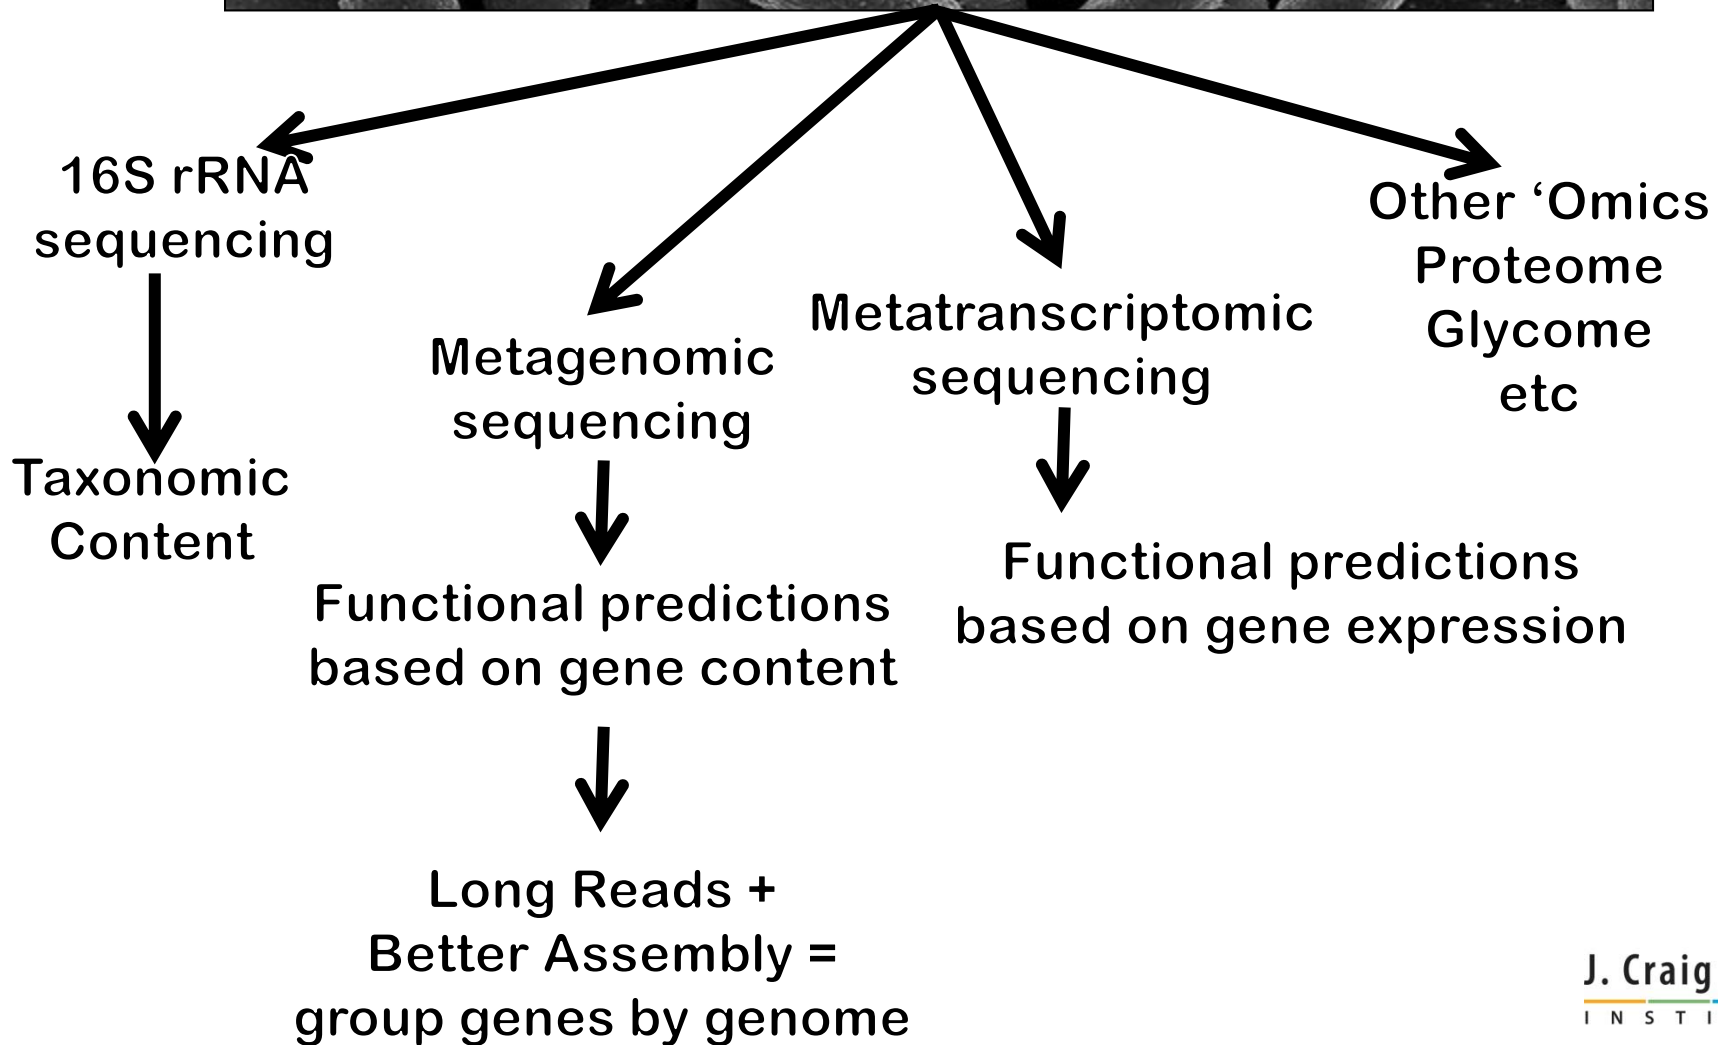 16S rRNA
sequencing
Taxonomic
Content
Metagenomic
sequencing
Functional predictions
based on gene content
Long Reads +
Better Assembly =
group genes by genome
Metatranscriptomic
sequencing
Functional predictions
based on gene expression
Other ‘Omics
Proteome
Glycome
etc
J. Craig
INSTI